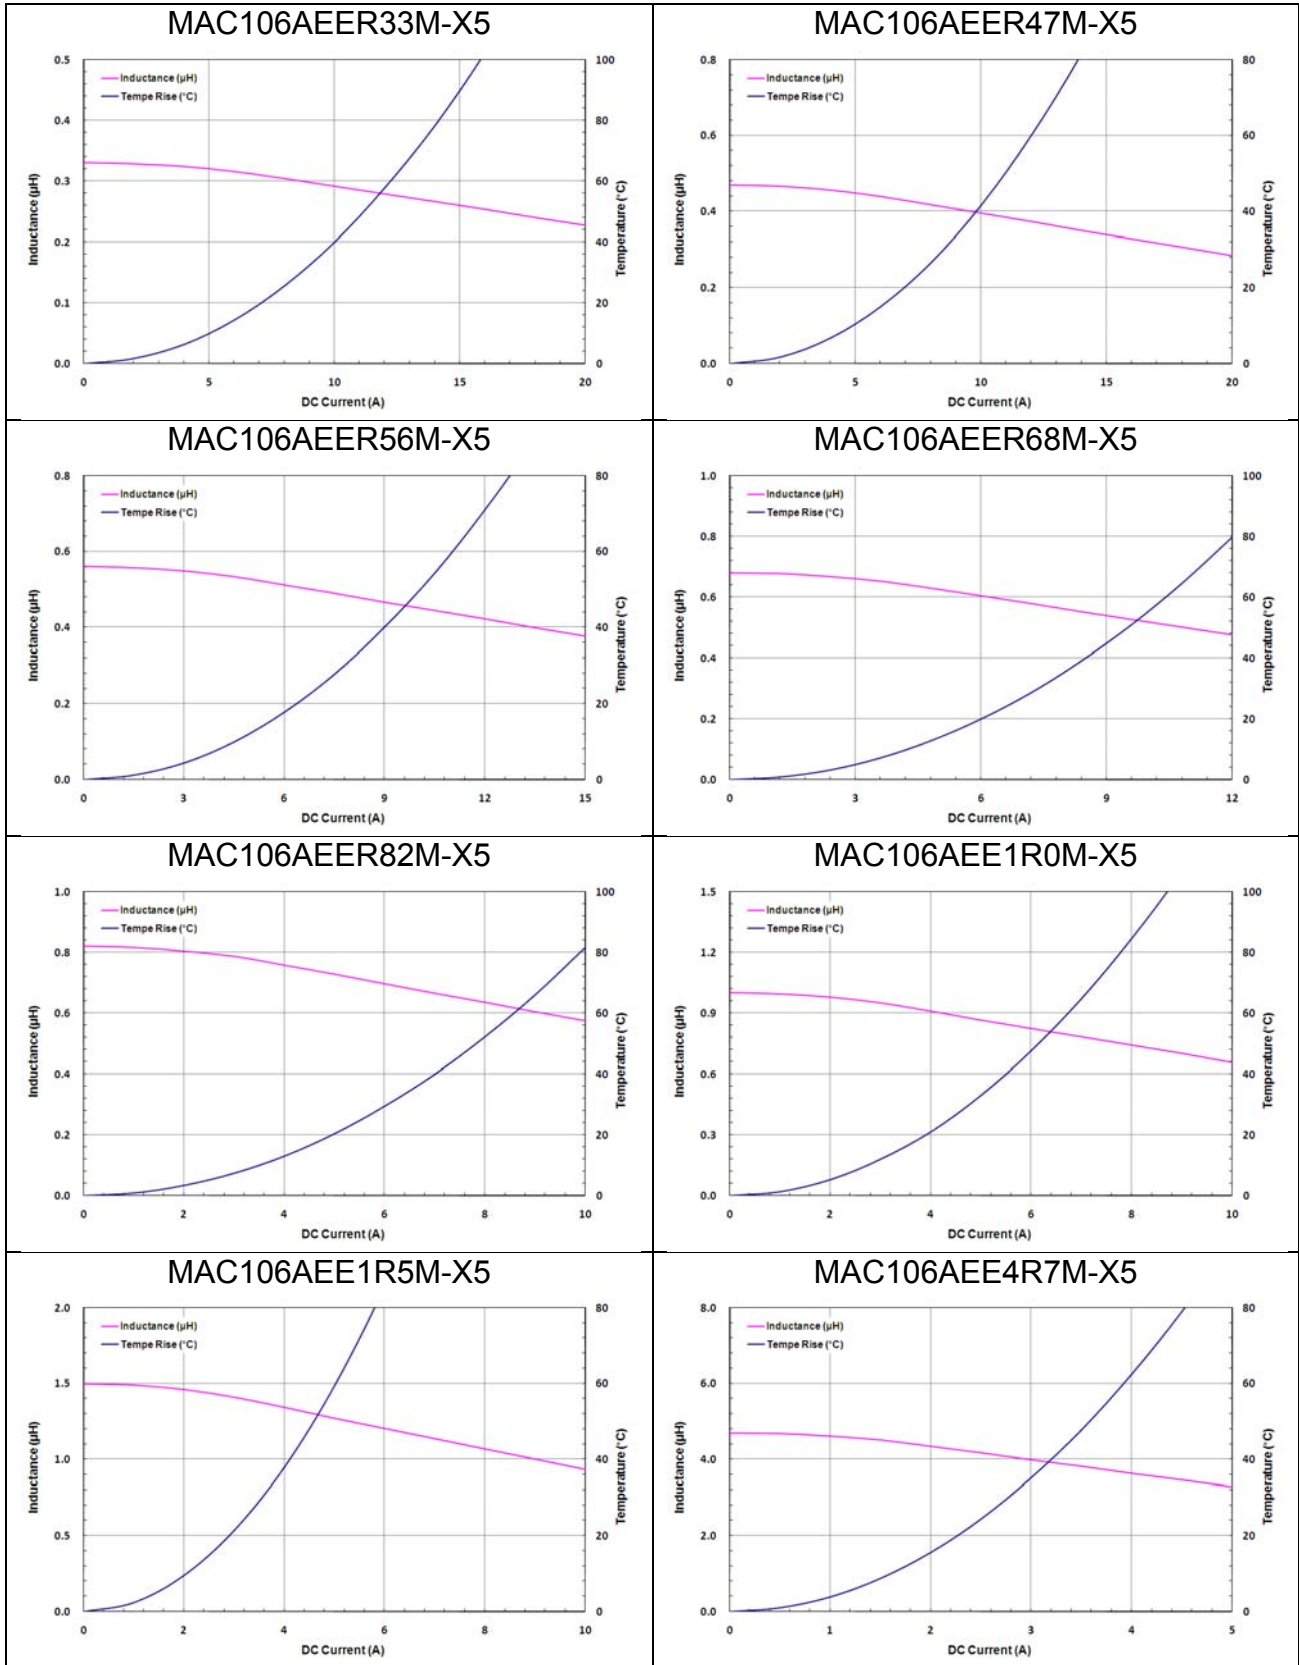 MAC106AEER33M-X5
0.5
0.4
0.3
0.2
0.1
0.0
100
80
60
40
20
0
Inductance (µH)
Tempe Rise (°C)
Inductance (µH)
Temperature (°C)
0 5 10 15 20
DC Current (A)
MAC106AEER47M-X5
0.8
0.6
0.4
0.2
0.0
80
60
40
20
0
Inductance (µH)
Tempe Rise (°C)
Inductance (µH)
Temperature (°C)
0 5 10 15 20
DC Current (A)
MAC106AEER56M-X5
0.8
0.6
0.4
0.2
0.0
80
60
40
20
0
Inductance (µH)
Tempe Rise (°C)
Inductance (µH)
Temperature (°C)
0 3 6 9 12 15
DC Current (A)
MAC106AEER68M-X5
1.0
0.8
0.6
0.4
0.2
0.0
100
80
60
40
20
0
Inductance (µH)
Tempe Rise (°C)
Inductance (µH)
Temperature (°C)
0 3 6 9 12
DC Current (A)
MAC106AEER82M-X5
1.0
0.8
0.6
0.4
0.2
0.0
100
80
60
40
20
0
Inductance (µH)
Tempe Rise (°C)
Inductance (µH)
Temperature (°C)
0 2 4 6 8 10
DC Current (A)
MAC106AEE1R0M-X5
1.5
1.2
0.9
0.6
0.3
0.0
100
80
60
40
20
0
Inductance (µH)
Tempe Rise (°C)
Inductance (µH)
Temperature (°C)
0 2 4 6 8 10
DC Current (A)
MAC106AEE1R5M-X5
2.0
1.5
1.0
0.5
0.0
80
60
40
20
0
Inductance (µH)
Tempe Rise (°C)
Inductance (µH)
Temperature (°C)
0 2 4 6 8 10
DC Current (A)
MAC106AEE4R7M-X5
8.0
6.0
4.0
2.0
0.0
80
60
40
20
0
Inductance (µH)
Tempe Rise (°C)
Inductance (µH)
Temperature (°C)
0 1 2 3 4 5
DC Current (A)